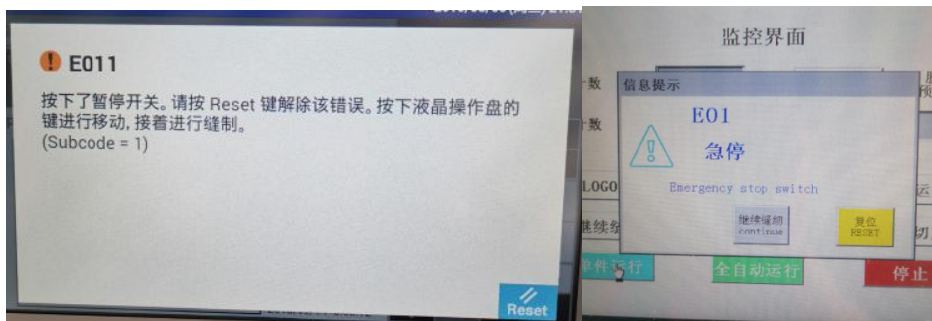 E011
按下了暂停开关。请按 Reset 键解除该错误。按下液晶操作盘的
键进行移动, 接着进行缝制。
(Subcode = 1)
Reset
监控界面
数
信息提示
预
E01
数
急停
LOGO
Emergency stop switch
继续缝纫
continue
复位
RESET
继续缝
切
单件运行
全自动运行
停止